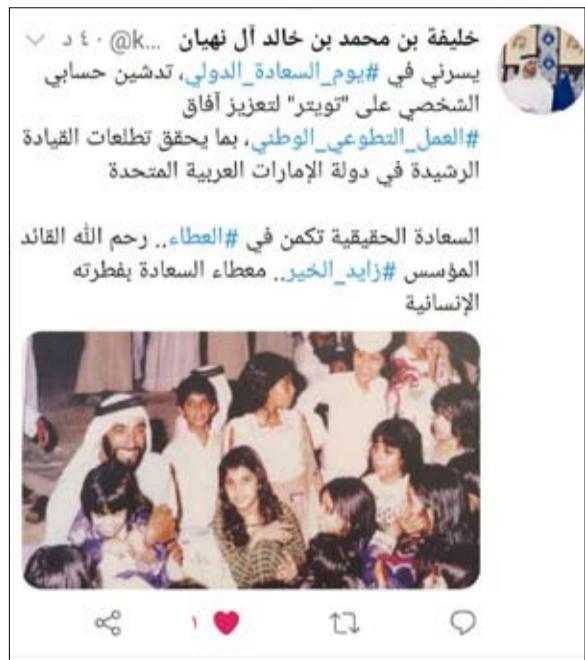 خليفة بن محمد بن خالد آل نهيان @k... · ٤٠ د
يسرني في #يوم_السعادة_الدولي، تدشين حسابي
الشخصي على "تويتر" لتعزيز آفاق
#العمل_التطوعي_الوطني، بما يحقق تطلعات القيادة
الرشيدة في دولة الإمارات العربية المتحدة
السعادة الحقيقية تكمن في #العطاء.. رحم الله القائد
المؤسس #زايد_الخير.. معطاء السعادة بفطرته
الإنسانية
١